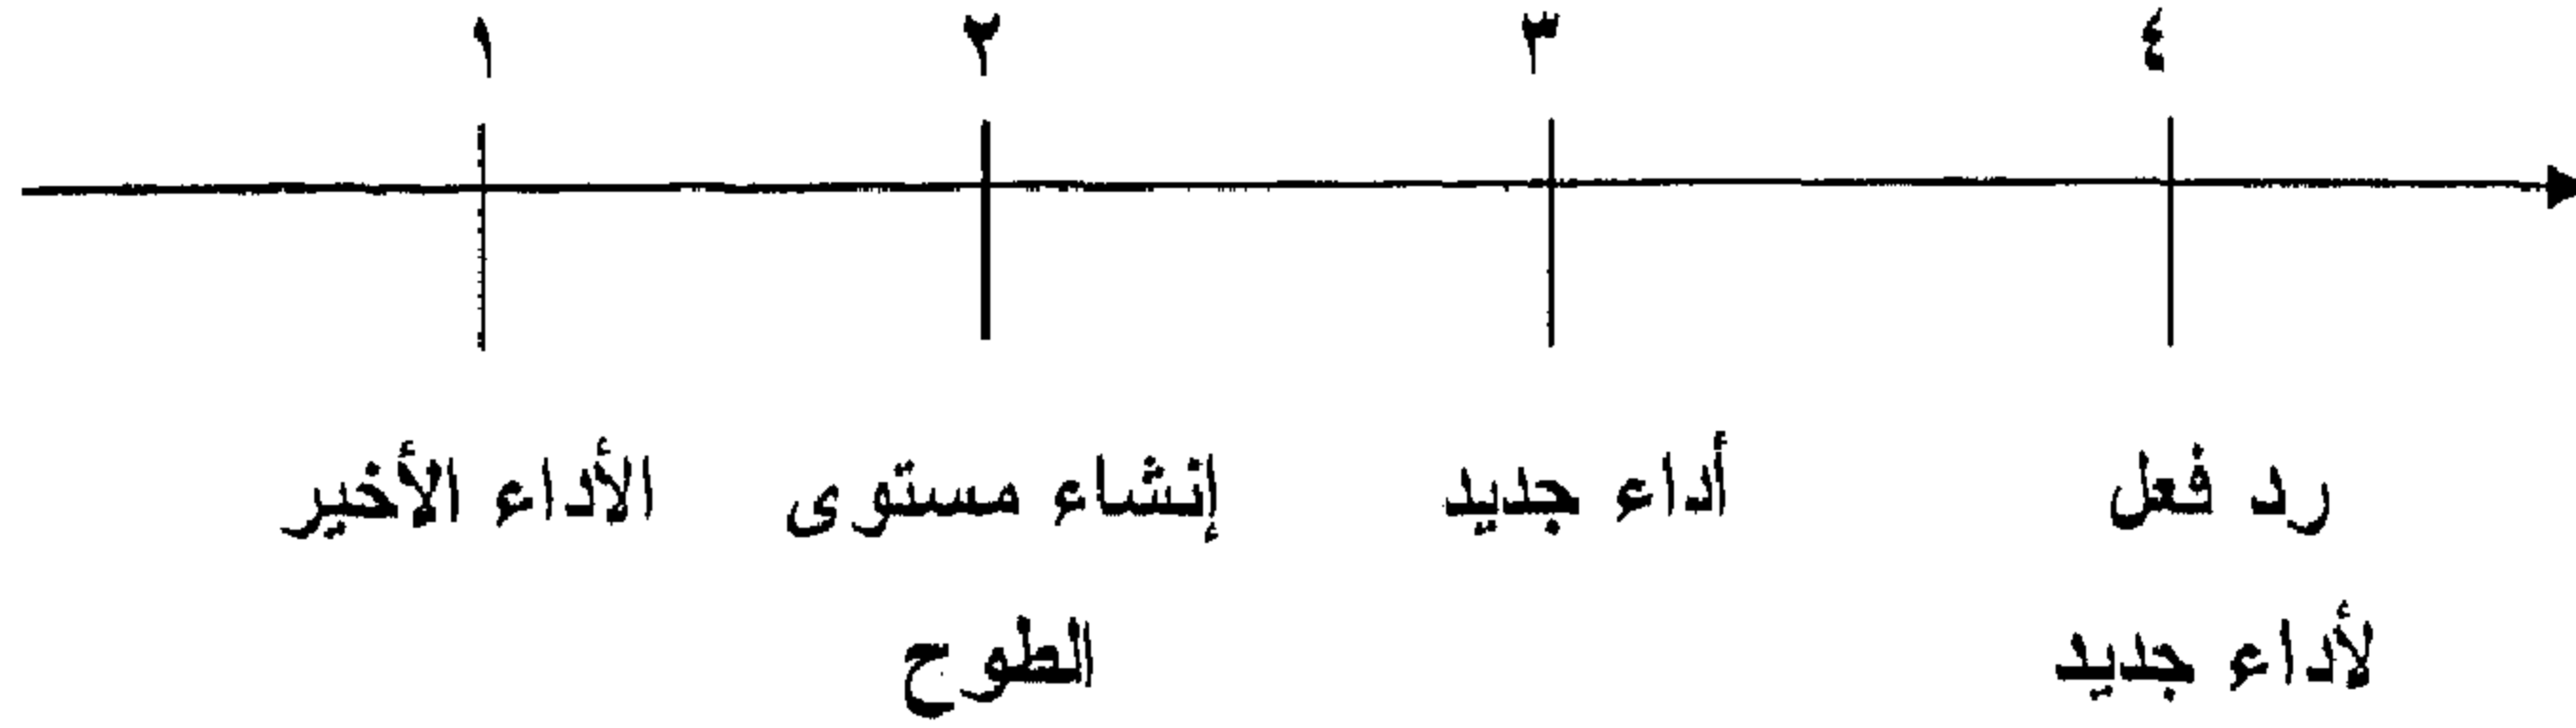 ١ ٢ ٣ ٤
الأداء الأخير
إنشاء مستوى
الطوح
أداء جديد
رد فعل
لأداء جديد